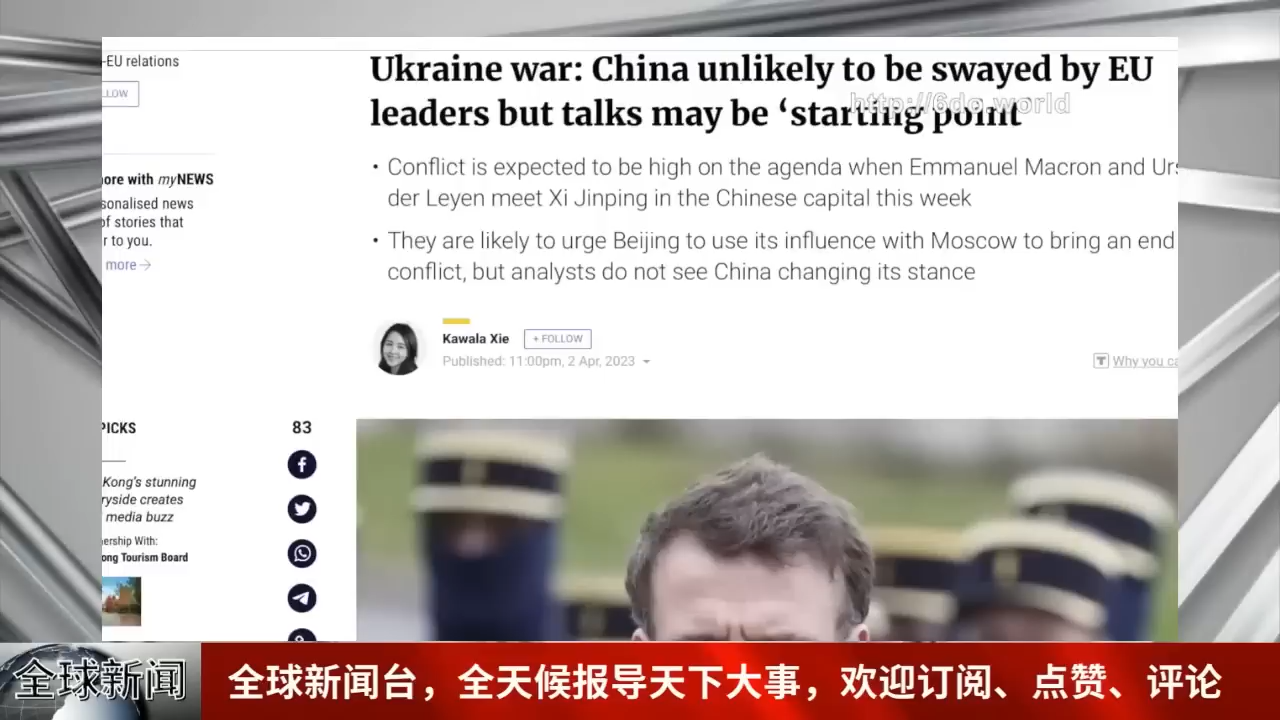 -EU relations
LOW
Ukraine war: China unlikely to be swayed by EU
leaders but talks may be ‘starting point
http://6do.world
• Conflict is expected to be high on the agenda when Emmanuel Macron and Urs
der Leyen meet Xi Jinping in the Chinese capital this week
• They are likely to urge Beijing to use its influence with Moscow to bring an end
conflict, but analysts do not see China changing its stance
ore with myNEWS
sonalised news
of stories that
r to you.
more →
Kawala Xie + FOLLOW
Published: 11:00pm, 2 Apr, 2023
Why you ca
PICKS
83
Kong's stunning
ryside creates
media buzz
nership With:
ong Tourism Board
全球新闻
全球新闻台，全天候报导天下大事，欢迎订阅、点赞、评论